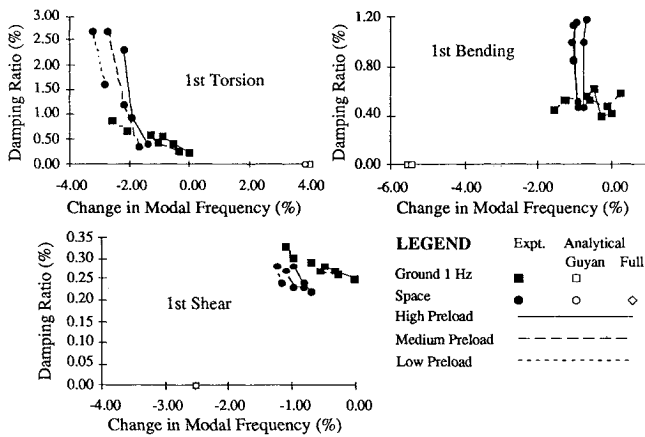 3.00
2.50
2.00
1.50
1.00
0.50
0.00
Damping Ratio (%)
1st Torsion
-4.00 -2.00 0.00 2.00 4.00
Change in Modal Frequency (%)
1.20
0.80
0.40
0.00
Damping Ratio (%)
1st Bending
-6.00 -4.00 -2.00 0.00
Change in Modal Frequency (%)
0.35
0.30
0.25
0.20
0.15
0.10
0.05
0.00
Damping Ratio (%)
1st Shear
-4.00 -3.00 -2.00 -1.00 0.00
Change in Modal Frequency (%)
LEGEND Expt. Analytical
Guyan Full
Ground 1 Hz
Space
High Preload
Medium Preload
Low Preload